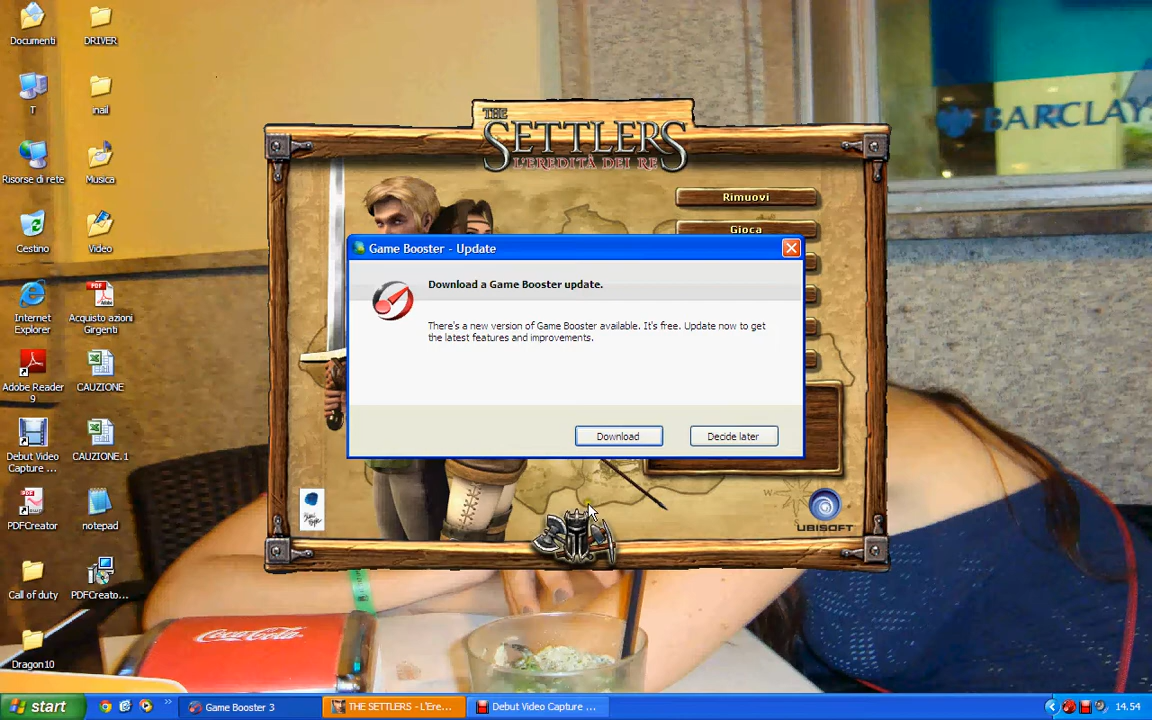 Documenti
DRIVER
T
inail
Risorse di rete
Musica
Cestino
Video
Internet
Explorer
PDF
Acquisto azioni
Girgenti
Adobe Reader
9
CAUZIONE
Debut Video
Capture ...
CAUZIONE.1
PDFCreator
notepad
Call of duty
PDFCreato...
Dragon10
BARCLAY
THE
SETTLERS
L'EREDITÀ DEI RE
Rimuovi
Gioca
Game Booster - Update
Download a Game Booster update.
There's a new version of Game Booster available. It's free. Update now to get
the latest features and improvements.
Download
Decide later
W
UBISOFT
Coca-Cola
start
Game Booster 3
THE SETTLERS - L'Ere...
Debut Video Capture ...
14.54